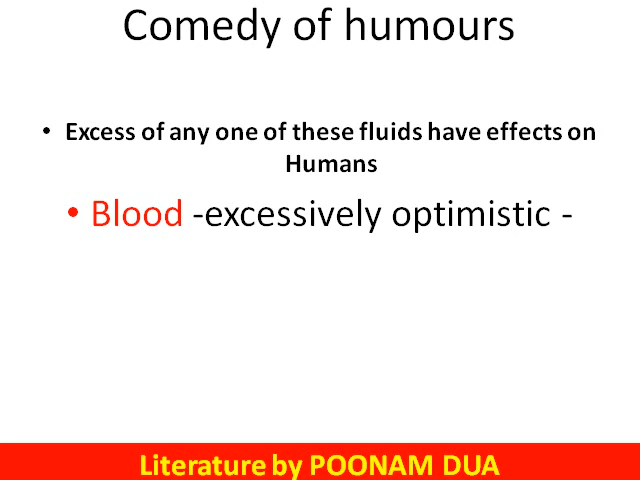 Comedy of humours
• Excess of any one of these fluids have effects on
Humans
• Blood -excessively optimistic -
Literature by POONAM DUA